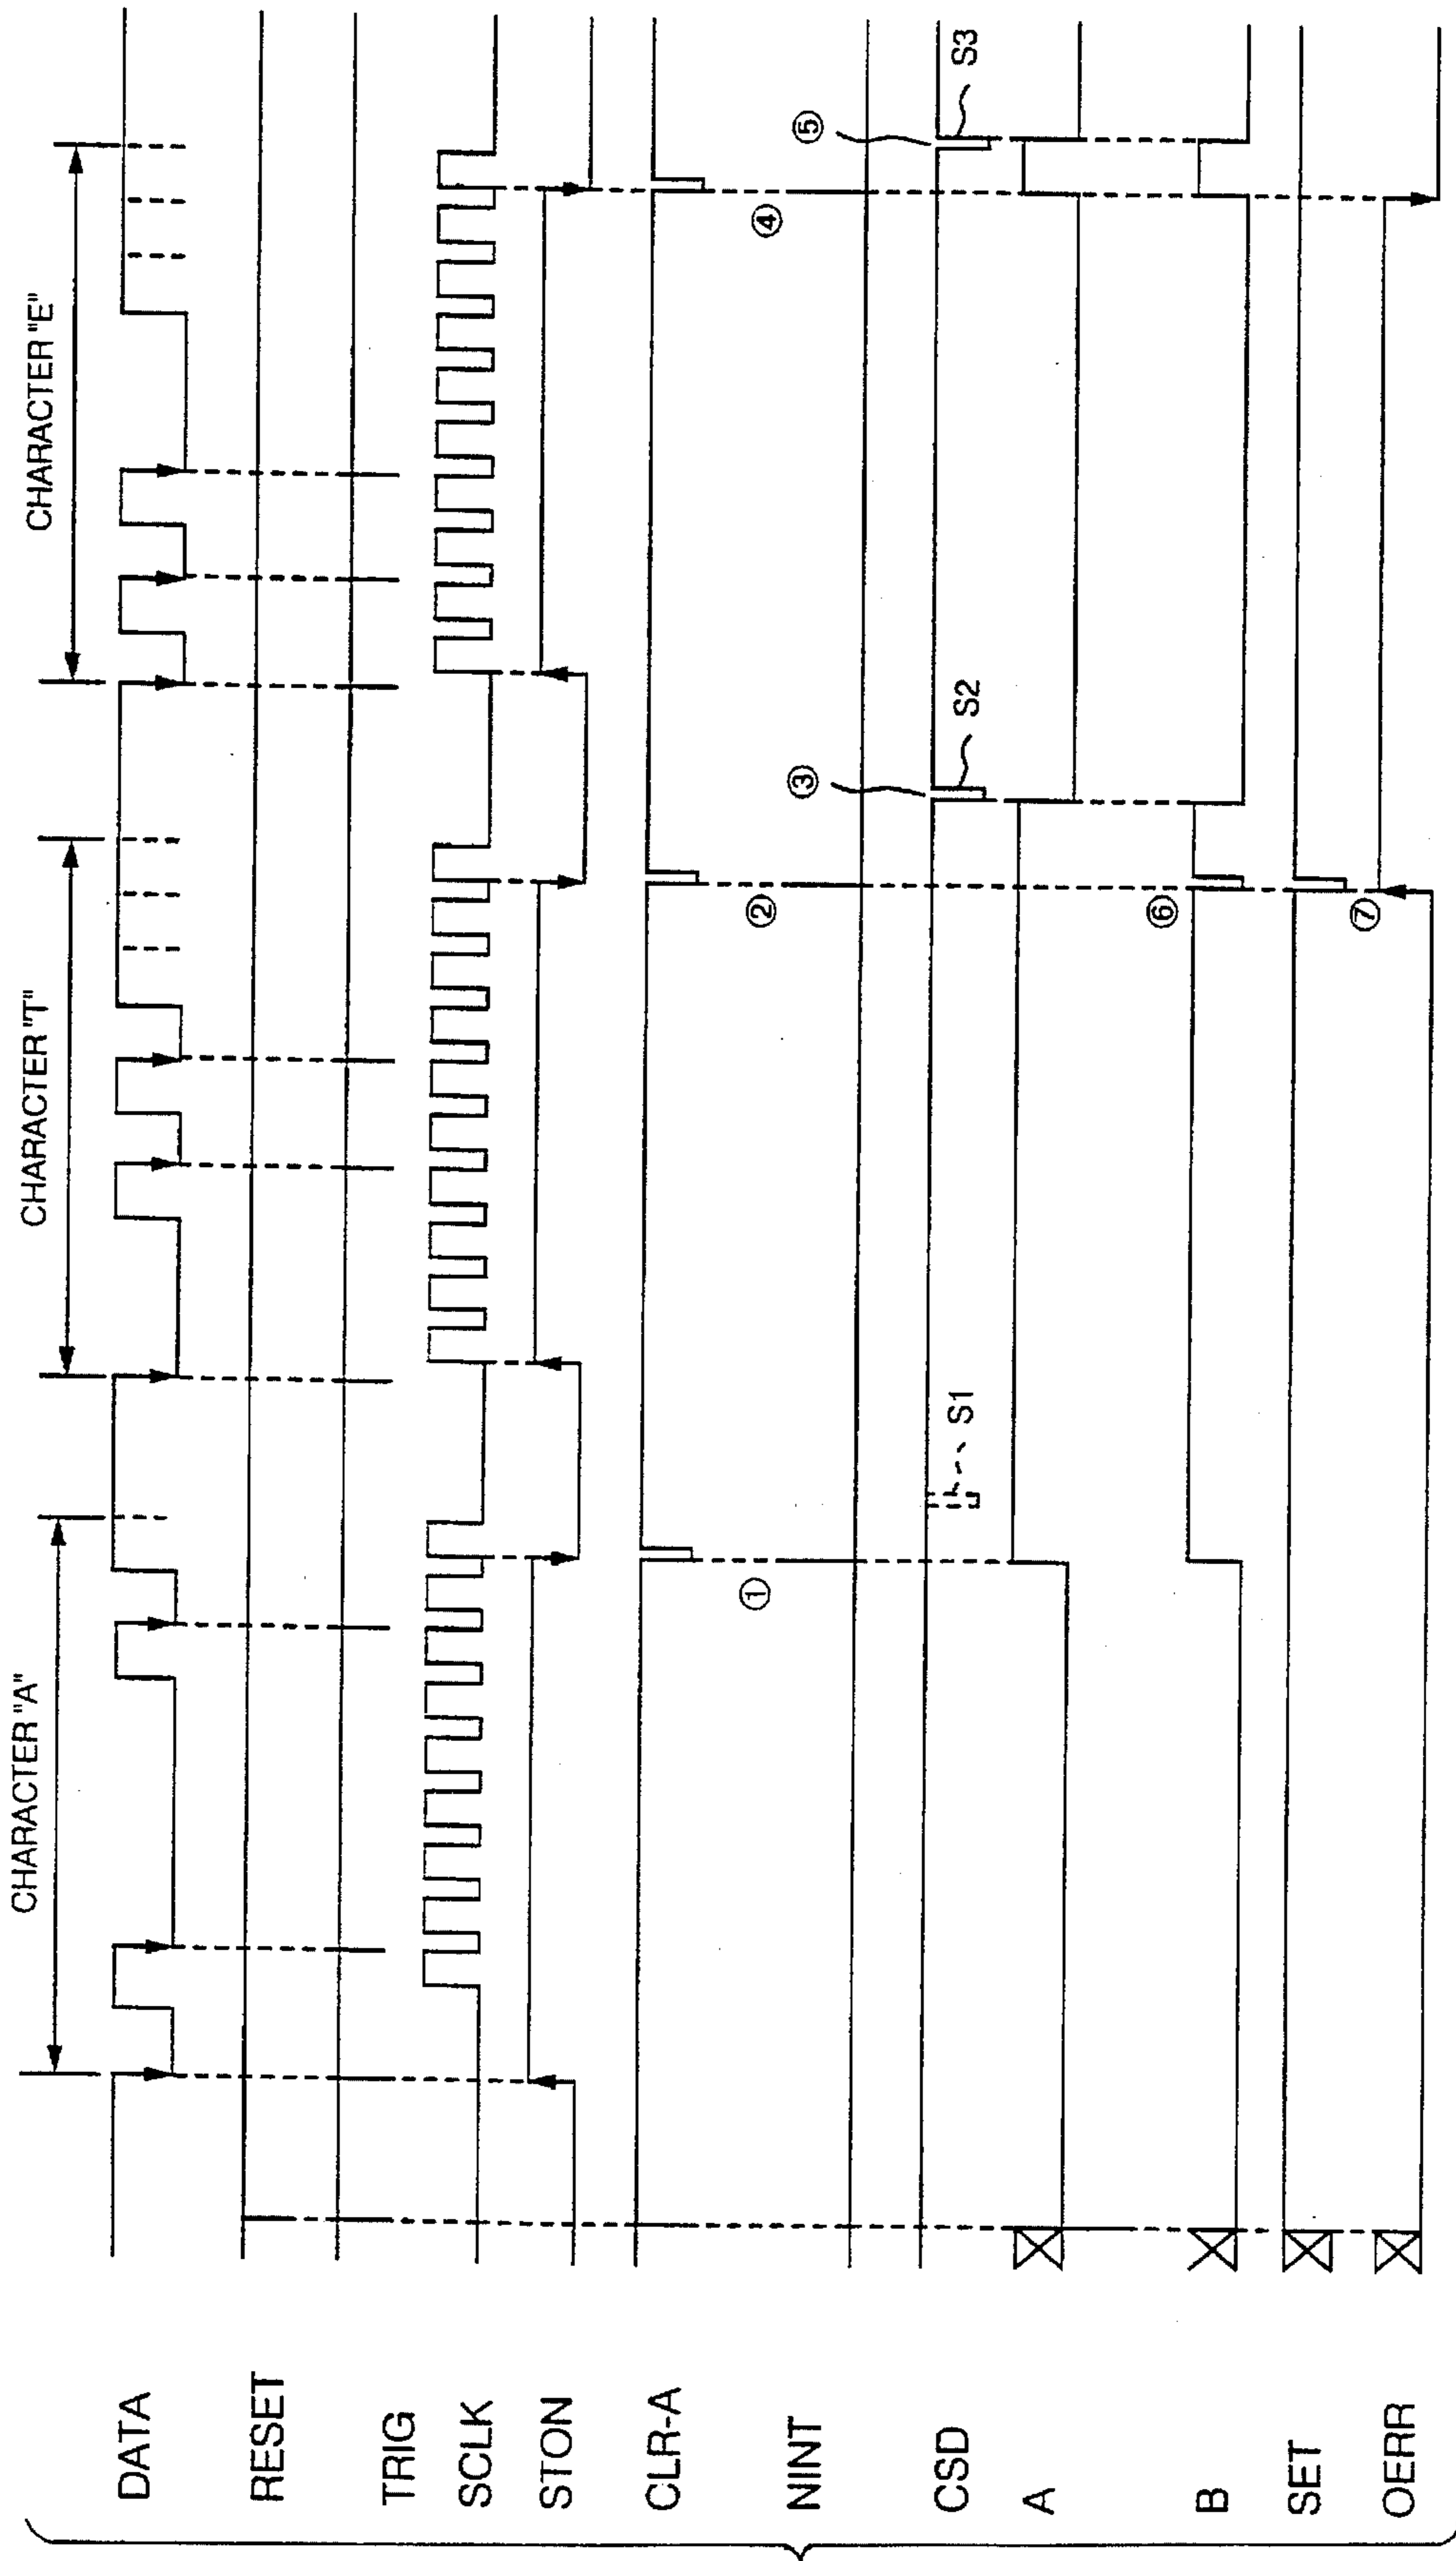 CHARACTER "A"
CHARACTER "T"
CHARACTER "E"
DATA
RESET
TRIG
SCLK
STON
CLR-A
①
②
④
NINT
③
⑤
CSD
S1
S2
S3
A
⑥
B
SET
⑦
OERR